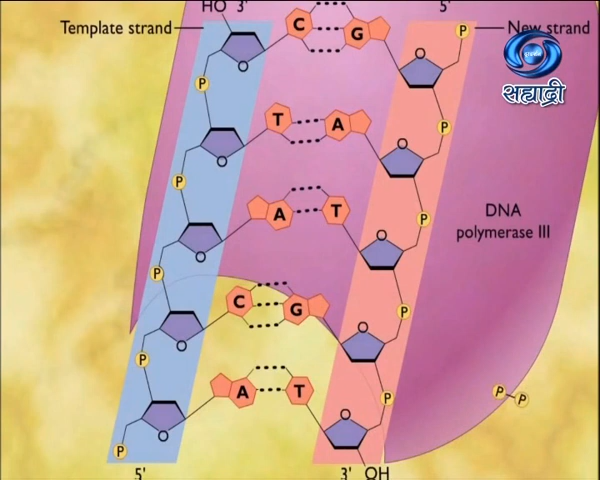 HO 3' 5'
Template strand
New strand
सह्याद्री
C G
T A
A T
C G
A T
DNA
polymerase III
P
P
P
P
P
P
P
P
P
P
P P
O
O
O
O
O
O
O
O
O
O
5' 3' OH